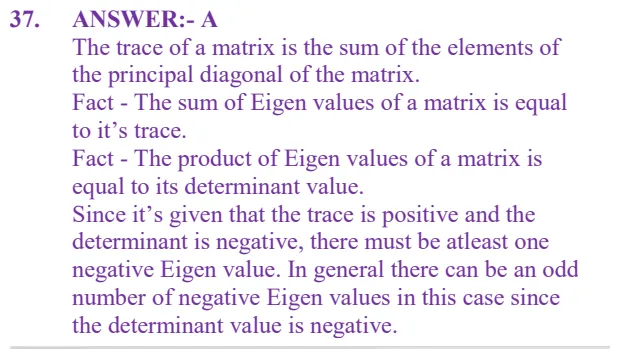 37. ANSWER:- A
The trace of a matrix is the sum of the elements of
the principal diagonal of the matrix.
Fact - The sum of Eigen values of a matrix is equal
to it’s trace.
Fact - The product of Eigen values of a matrix is
equal to its determinant value.
Since it’s given that the trace is positive and the
determinant is negative, there must be atleast one
negative Eigen value. In general there can be an odd
number of negative Eigen values in this case since
the determinant value is negative.